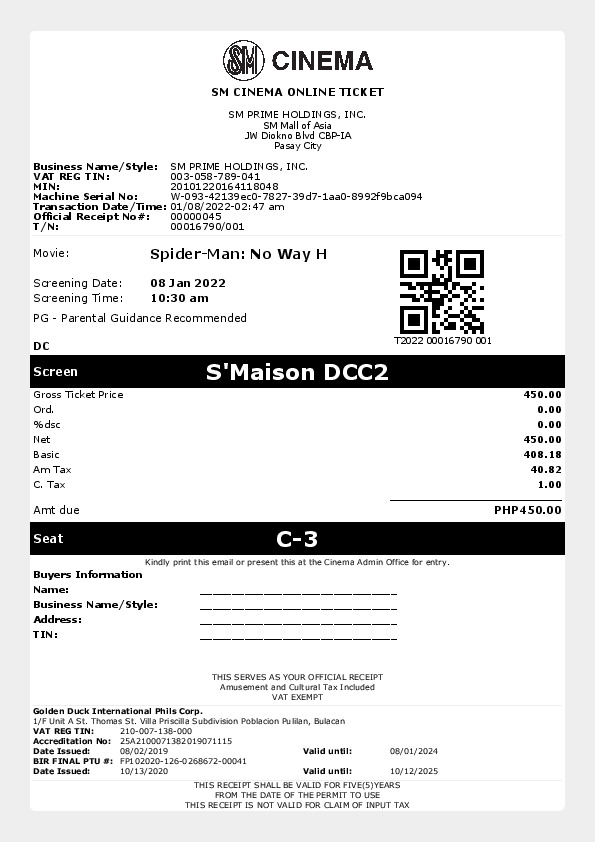 SM CINEMA
SM CINEMA ONLINE TICKET
SM PRIME HOLDINGS, INC.
SM Mall of Asia
JW Diokno Blvd CBP-IA
Pasay City
Business Name/Style: SM PRIME HOLDINGS, INC.
VAT REG TIN: 003-058-789-041
MIN: 20101220164118048
Machine Serial No: W-093-42139ec0-7827-39d7-1aa0-8992f9bca094
Transaction Date/Time: 01/08/2022-02:47 am
Official Receipt No#: 00000045
T/N: 00016790/001
Movie: Spider-Man: No Way H
Screening Date: 08 Jan 2022
Screening Time: 10:30 am
PG - Parental Guidance Recommended
T2022 00016790 001
DC
Screen S'Maison DCC2
Gross Ticket Price 450.00
Ord. 0.00
%dsc 0.00
Net 450.00
Basic 408.18
Am Tax 40.82
C. Tax 1.00
Amt due PHP450.00
Seat C-3
Kindly print this email or present this at the Cinema Admin Office for entry.
Buyers Information
Name: ____________________________
Business Name/Style: ____________________________
Address: ____________________________
TIN: ____________________________
THIS SERVES AS YOUR OFFICIAL RECEIPT
Amusement and Cultural Tax Included
VAT EXEMPT
Golden Duck International Phils Corp.
1/F Unit A St. Thomas St. Villa Priscilla Subdivision Poblacion Pulilan, Bulacan
VAT REG TIN: 210-007-138-000
Accreditation No: 25A2100071382019071115
Date Issued: 08/02/2019 Valid until: 08/01/2024
BIR FINAL PTU #: FP102020-126-0268672-00041
Date Issued: 10/13/2020 Valid until: 10/12/2025
THIS RECEIPT SHALL BE VALID FOR FIVE(5)YEARS
FROM THE DATE OF THE PERMIT TO USE
THIS RECEIPT IS NOT VALID FOR CLAIM OF INPUT TAX